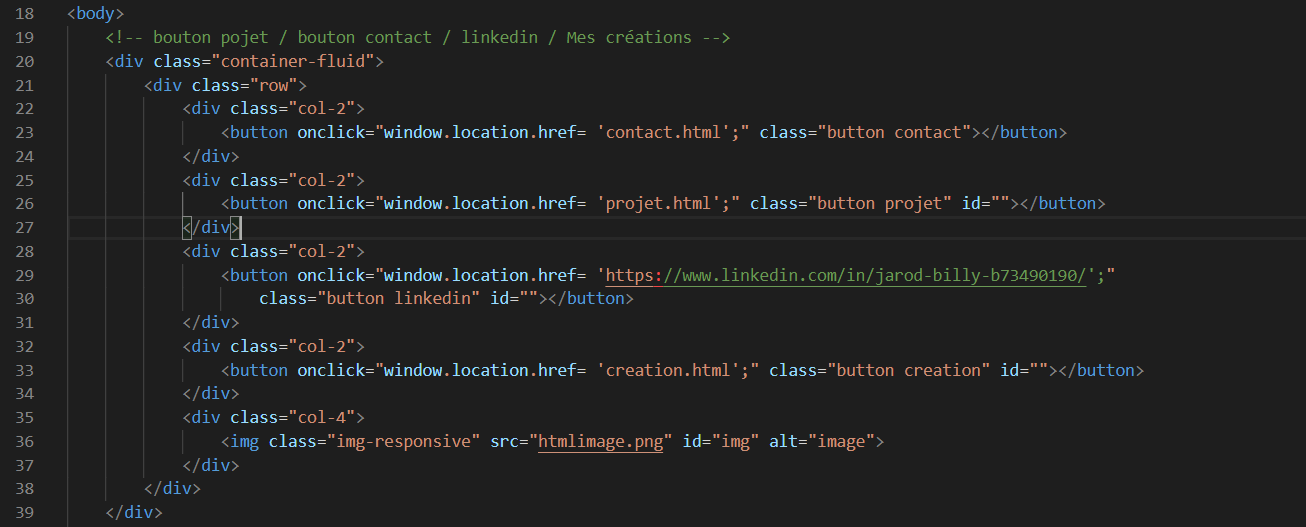 18 <body>
19 <!-- bouton pojet / bouton contact / linkedin / Mes créations -->
20 <div class="container-fluid">
21 <div class="row">
22 <div class="col-2">
23 <button onclick="window.location.href= 'contact.html';" class="button contact"></button>
24 </div>
25 <div class="col-2">
26 <button onclick="window.location.href= 'projet.html';" class="button projet" id=""></button>
27 </div>
28 <div class="col-2">
29 <button onclick="window.location.href= 'https://www.linkedin.com/in/jarod-billy-b73490190/';"
30 class="button linkedin" id=""></button>
31 </div>
32 <div class="col-2">
33 <button onclick="window.location.href= 'creation.html';" class="button creation" id=""></button>
34 </div>
35 <div class="col-4">
36 <img class="img-responsive" src="htmlimage.png" id="img" alt="image">
37 </div>
38 </div>
39 </div>